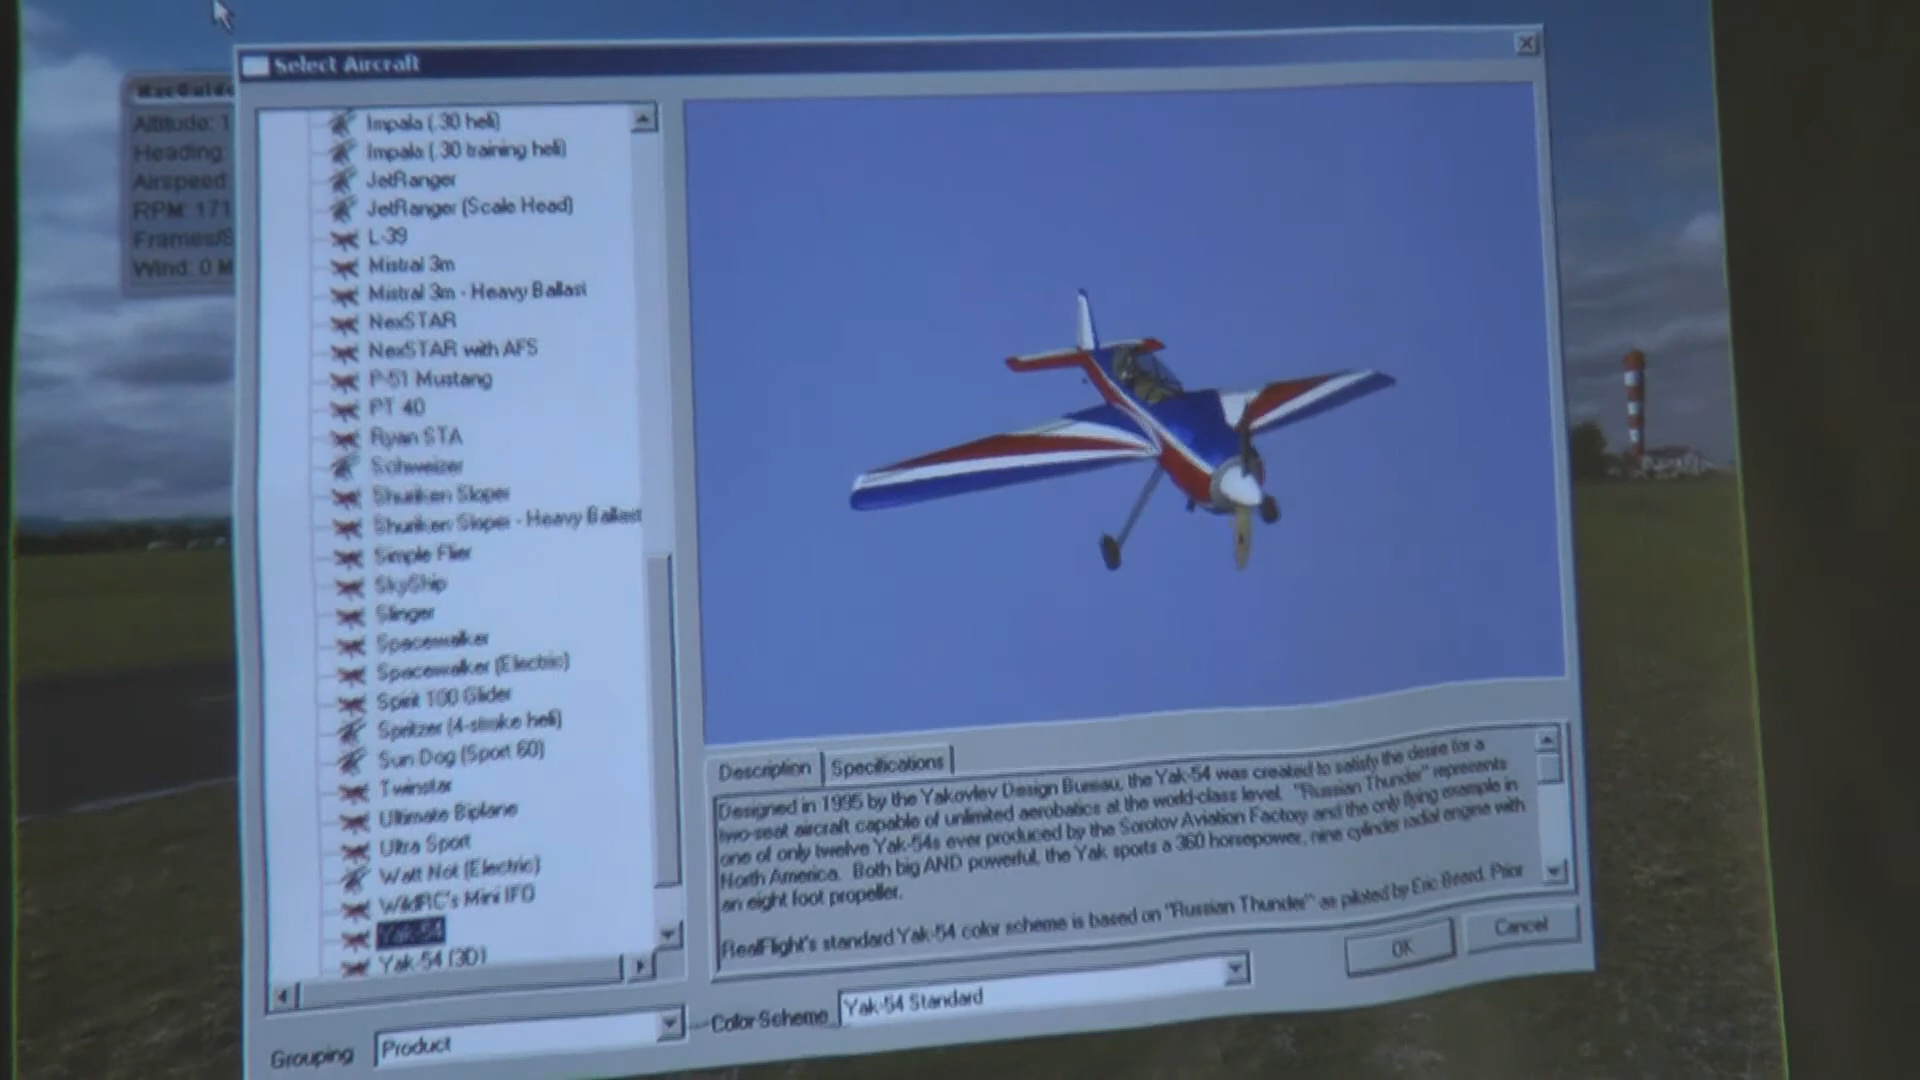 Select Aircraft
NavGuides
Altitude: 1
Heading:
Airspeed:
RPM: 171
Frames/S
Wind: 0 M
Impala (.30 heli)
Impala (.30 training heli)
JetRanger
JetRanger (Scale Head)
L-39
Mistral 3m
Mistral 3m - Heavy Ballast
NexSTAR
NexSTAR with AFS
P-51 Mustang
PT 40
Ryan STA
Schweizer
Shuriken Sloper
Shuriken Sloper - Heavy Ballast
Simple Flier
SkyShip
Slinger
Spacewalker
Spacewalker (Electric)
Spirit 100 Glider
Spritzer (4-stroke heli)
Sun Dog (Sport 60)
Twinstar
Ultimate Biplane
Ultra Sport
Watt Not (Electric)
WildRC's Mini IFO
Yak-54
Yak-54 (3D)
Description
Specifications
Designed in 1995 by the Yakovlev Design Bureau, the Yak-54 was created to satisfy the desire for a
two-seat aircraft capable of unlimited aerobatics at the world-class level. "Russian Thunder" represents
one of only twelve Yak-54s ever produced by the Sorotov Aviation Factory and the only flying example in
North America. Both big AND powerful, the Yak sports a 360 horsepower, nine cylinder radial engine with
an eight foot propeller.
RealFlight's standard Yak-54 color scheme is based on "Russian Thunder" as piloted by Eric Beard. Prior
OK
Cancel
Grouping
Product
Color Scheme
Yak-54 Standard